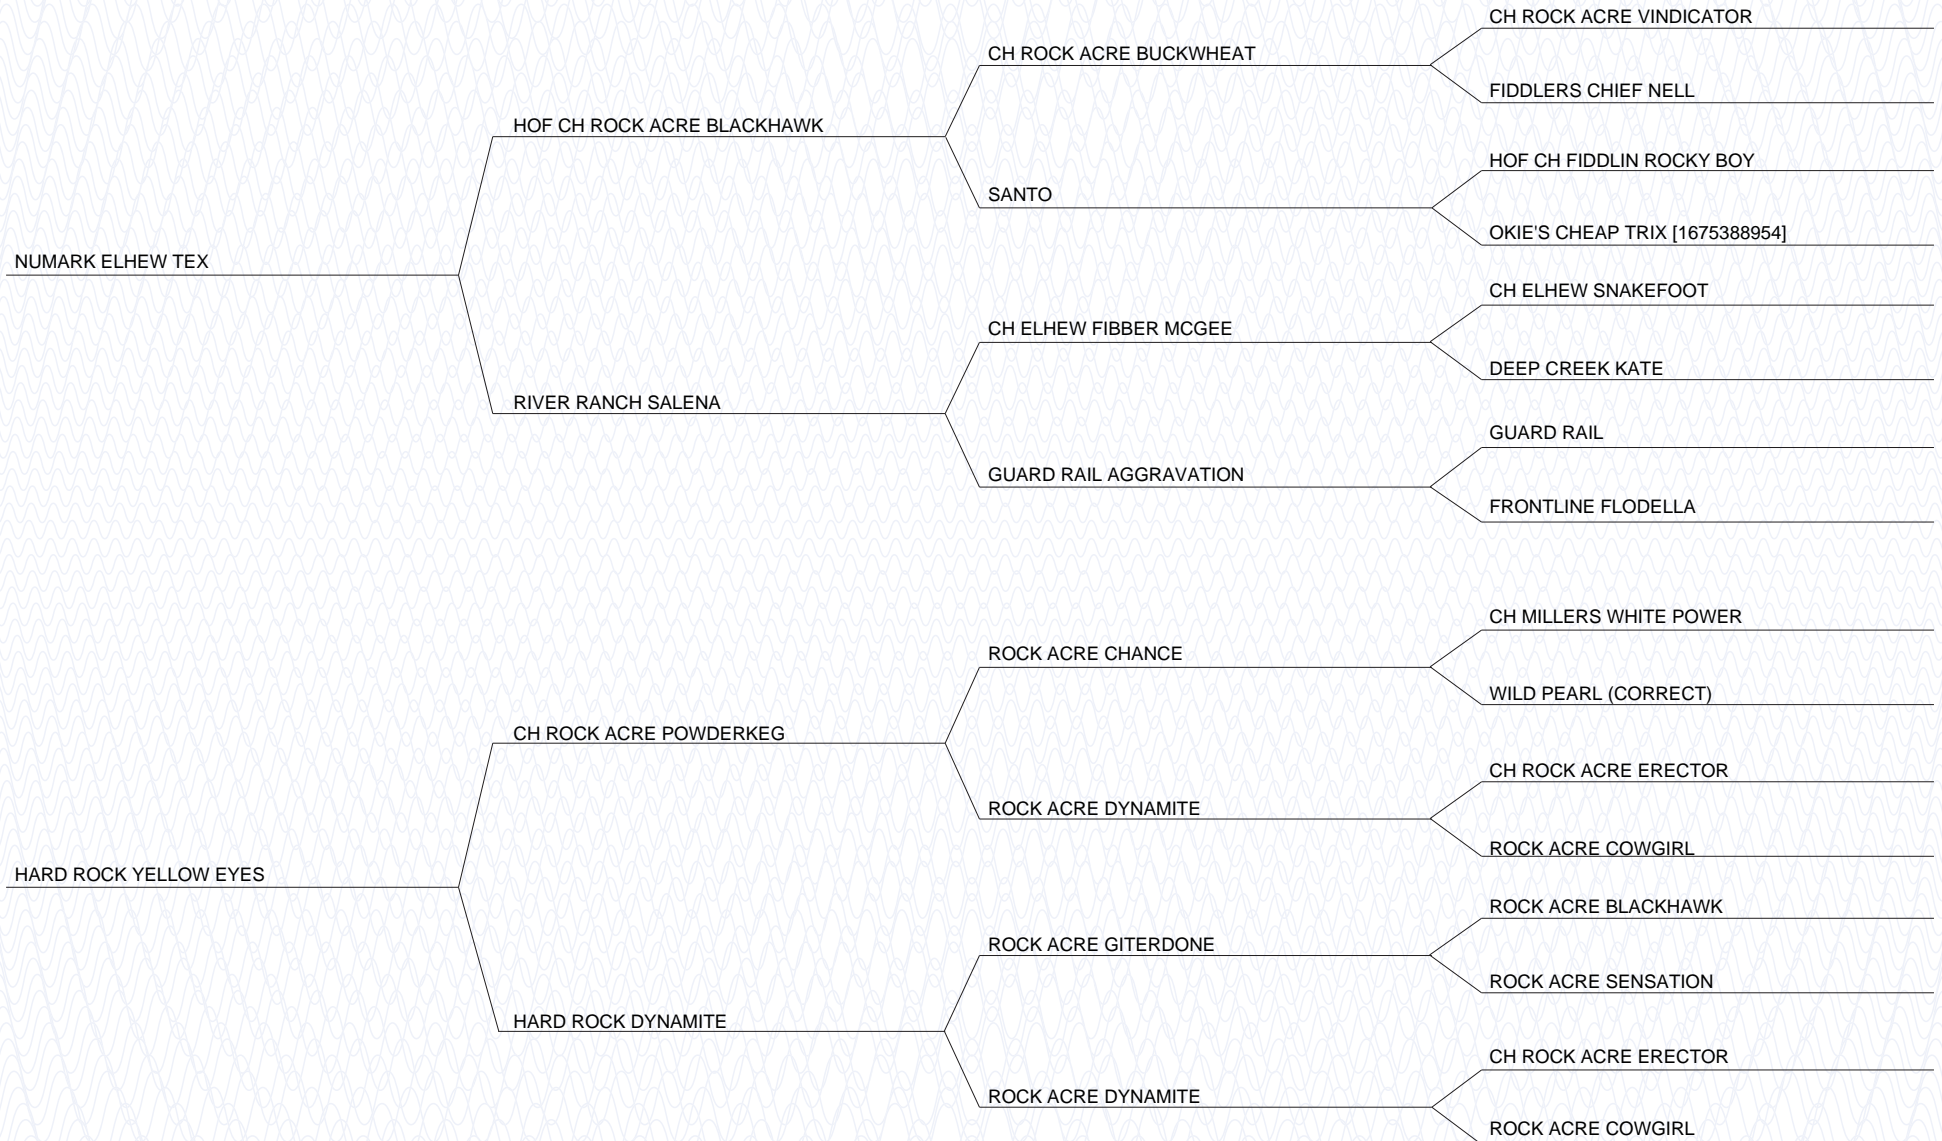 CH ROCK ACRE VINDICATOR
CH ROCK ACRE BUCKWHEAT
FIDDLERS CHIEF NELL
HOF CH ROCK ACRE BLACKHAWK
HOF CH FIDDLIN ROCKY BOY
SANTO
OKIE'S CHEAP TRIX [1675388954]
NUMARK ELHEW TEX
CH ELHEW SNAKEFOOT
CH ELHEW FIBBER MCGEE
DEEP CREEK KATE
RIVER RANCH SALENA
GUARD RAIL
GUARD RAIL AGGRAVATION
FRONTLINE FLODELLA
CH MILLERS WHITE POWER
ROCK ACRE CHANCE
WILD PEARL (CORRECT)
CH ROCK ACRE POWDERKEG
CH ROCK ACRE ERECTOR
ROCK ACRE DYNAMITE
ROCK ACRE COWGIRL
HARD ROCK YELLOW EYES
ROCK ACRE BLACKHAWK
ROCK ACRE GITERDONE
ROCK ACRE SENSATION
HARD ROCK DYNAMITE
CH ROCK ACRE ERECTOR
ROCK ACRE DYNAMITE
ROCK ACRE COWGIRL